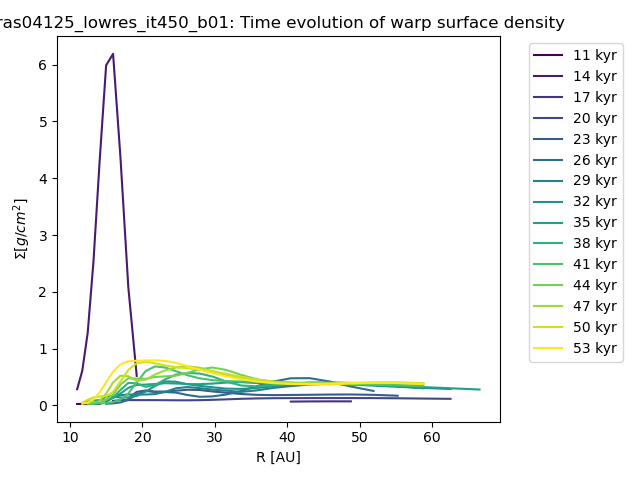 ras04125_lowres_it450_b01: Time evolution of warp surface density
Σ[g/cm²]
6
5
4
3
2
1
0
10 20 30 40 50 60
R [AU]
11 kyr
14 kyr
17 kyr
20 kyr
23 kyr
26 kyr
29 kyr
32 kyr
35 kyr
38 kyr
41 kyr
44 kyr
47 kyr
50 kyr
53 kyr